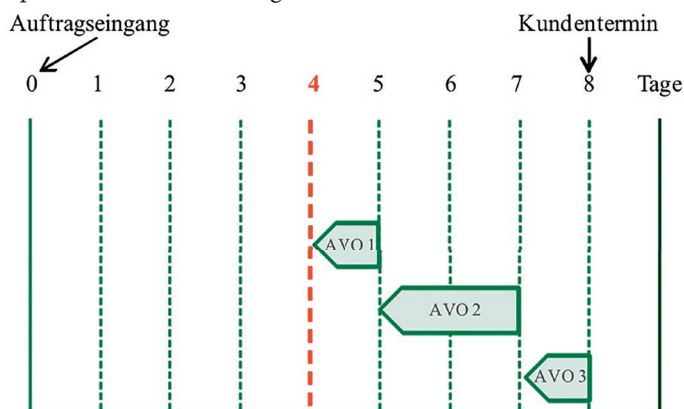 Auftragseingang Kundentermin
0 1 2 3 4 5 6 7 8 Tage
AVO 1
AVO 2
AVO 3